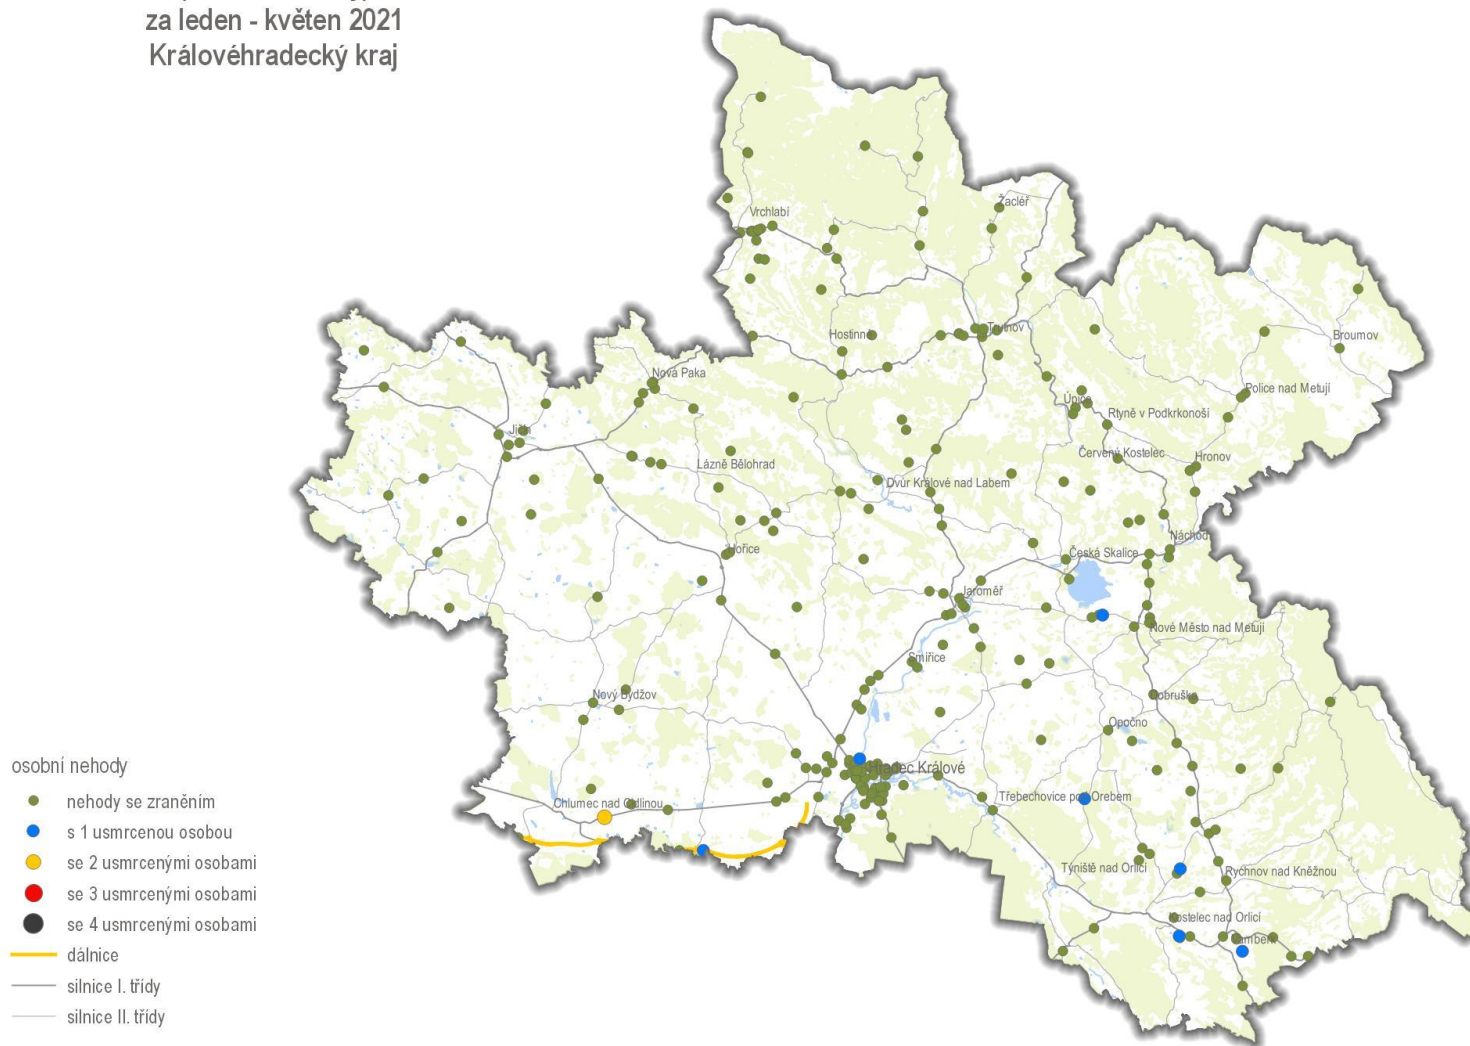 za leden - květen 2021
Královéhradecký kraj
Vrchlabí
Žacléř
Hostinné
Trutnov
Broumov
Nová Paka
Police nad Metují
Úpice
Rtyně v Podkrkonoší
Jičín
Červený Kostelec
Hronov
Lázně Bělohrad
Dvůr Králové nad Labem
Náchod
Hořice
Česká Skalice
Jaroměř
Nové Město nad Metují
Smiřice
Nový Bydžov
Dobruška
Opočno
Hradec Králové
Chlumec nad Cidlinou
Třebechovice pod Orebem
Týniště nad Orlicí
Rychnov nad Kněžnou
Kostelec nad Orlicí
Vamberk
osobní nehody
nehody se zraněním
s 1 usmrcenou osobou
se 2 usmrcenými osobami
se 3 usmrcenými osobami
se 4 usmrcenými osobami
dálnice
silnice I. třídy
silnice II. třídy